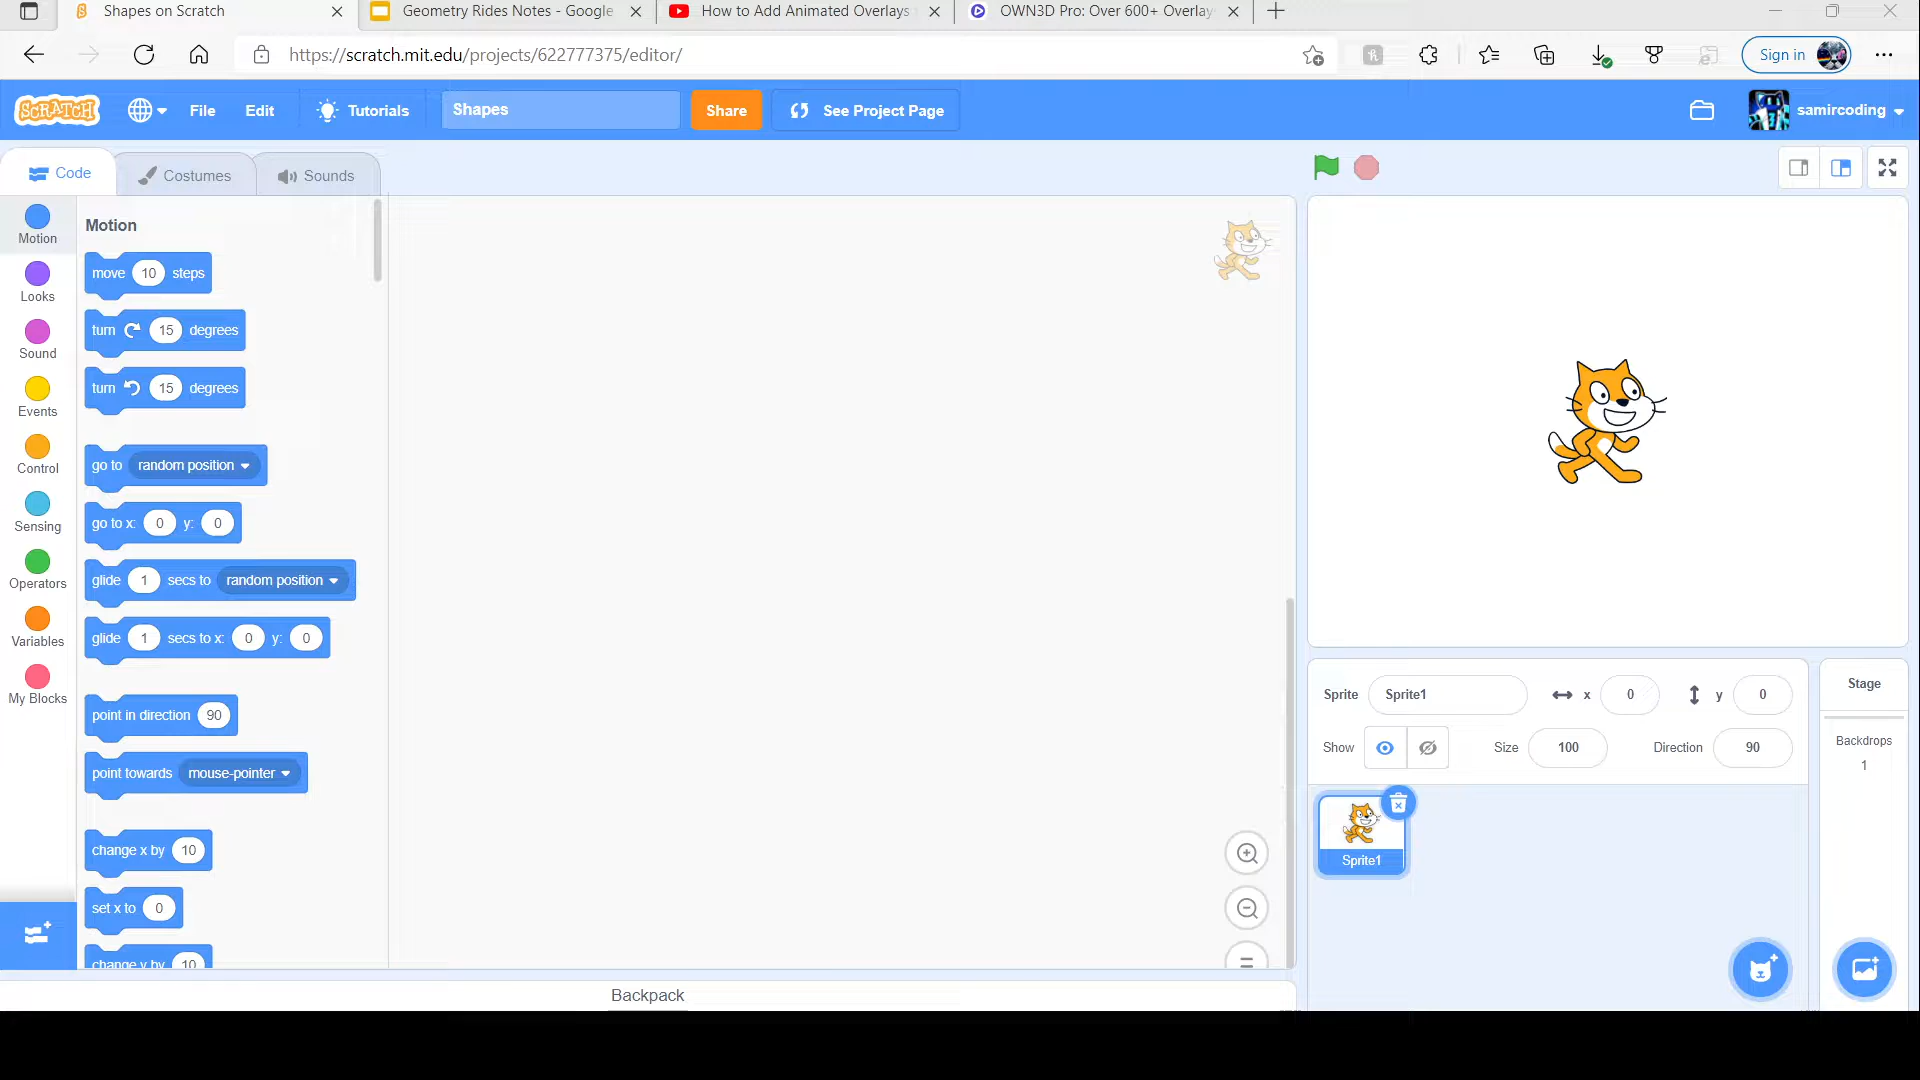 Shapes on Scratch
Geometry Rides Notes - Google
How to Add Animated Overlays
OWN3D Pro: Over 600+ Overlay
https://scratch.mit.edu/projects/622777375/editor/
Sign in
SCRATCH
File
Edit
Tutorials
Shapes
Share
See Project Page
samircoding
Code
Costumes
Sounds
Motion
Looks
Sound
Events
Control
Sensing
Operators
Variables
My Blocks
Motion
move 10 steps
turn 15 degrees
turn 15 degrees
go to random position
go to x: 0 y: 0
glide 1 secs to random position
glide 1 secs to x: 0 y: 0
point in direction 90
point towards mouse-pointer
change x by 10
set x to 0
change y by 10
Backpack
Sprite Sprite1 x 0 y 0
Show Size 100 Direction 90
Sprite1
Stage
Backdrops
1